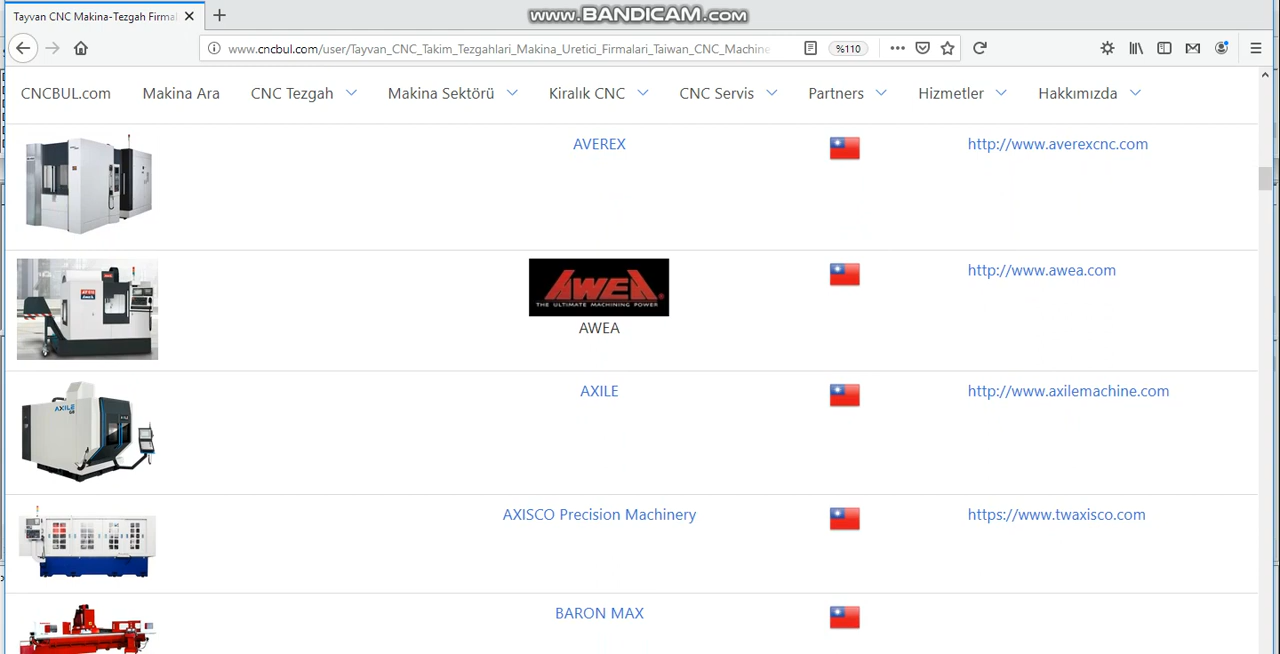 Tayvan CNC Makina-Tezgah Firmal
www.BANDICAM.com
www.cncbul.com/user/Tayvan_CNC_Takim_Tezgahlari_Makina_Uretici_Firmalari_Taiwan_CNC_Machine
%110
CNCBUL.com
Makina Ara
CNC Tezgah
Makina Sektörü
Kiralık CNC
CNC Servis
Partners
Hizmetler
Hakkımızda
AVEREX
http://www.averexcnc.com
AWEA
THE ULTIMATE MACHINING POWER
AWEA
http://www.awea.com
AXILE
AXILE
http://www.axilemachine.com
AXISCO Precision Machinery
https://www.twaxisco.com
BARON MAX